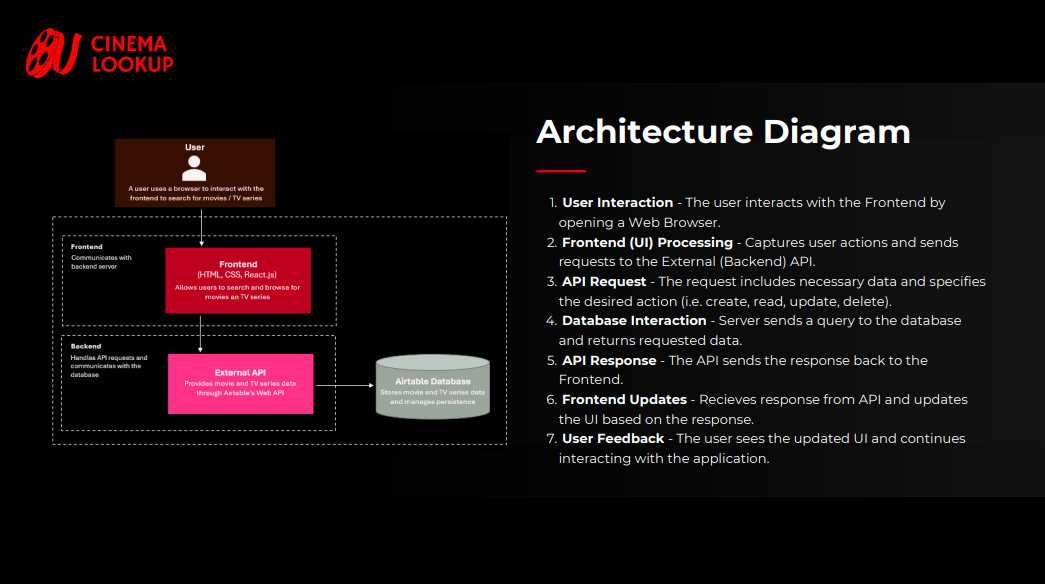 CINEMA
LOOKUP
User
A user uses a browser to interact with the
frontend to search for movies / TV series
Frontend
Communicates with
backend server
Frontend
(HTML, CSS, React.js)
Allows users to search and browse for
movies an TV series
Backend
Handles API requests and
communicates with the
database
External API
Provides movie and TV series data
through Airtable's Web API
Airtable Database
Stores movie and TV series data
and manages persistence
Architecture Diagram
1. User Interaction - The user interacts with the Frontend by
opening a Web Browser.
2. Frontend (UI) Processing - Captures user actions and sends
requests to the External (Backend) API.
3. API Request - The request includes necessary data and specifies
the desired action (i.e. create, read, update, delete).
4. Database Interaction - Server sends a query to the database
and returns requested data.
5. API Response - The API sends the response back to the
Frontend.
6. Frontend Updates - Recieves response from API and updates
the UI based on the response.
7. User Feedback - The user sees the updated UI and continues
interacting with the application.